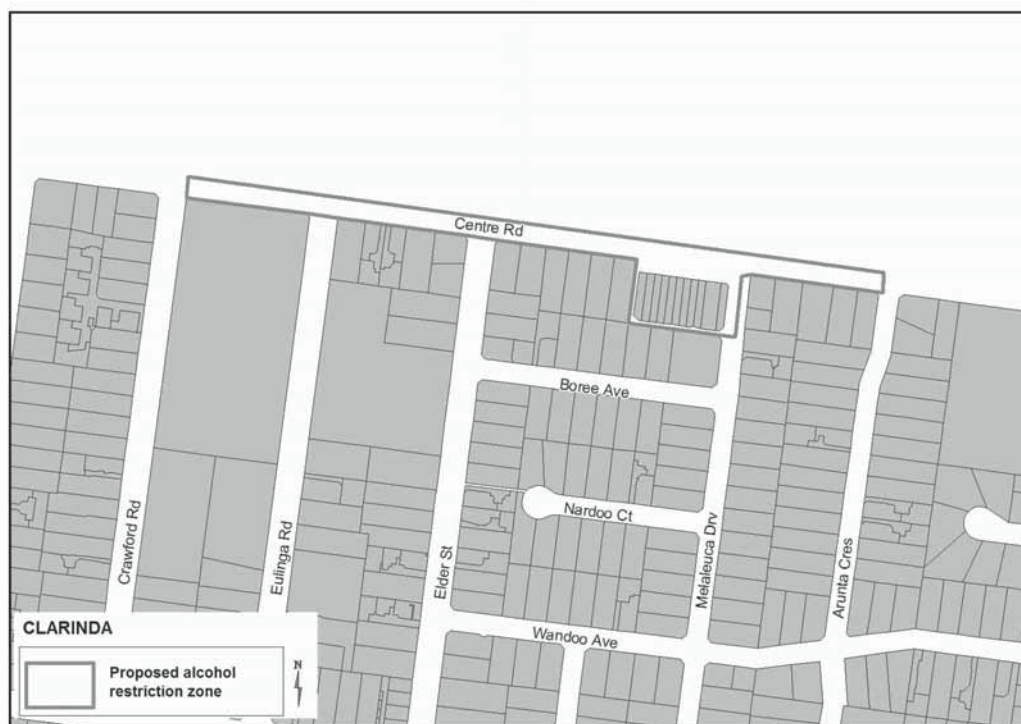 Centre Rd
Boree Ave
Nardoo Ct
Crawford Rd
Eulinga Rd
Elder St
Melaleuca Drv
Arunta Cres
Wandoo Ave
CLARINDA
Proposed alcohol
restriction zone
N